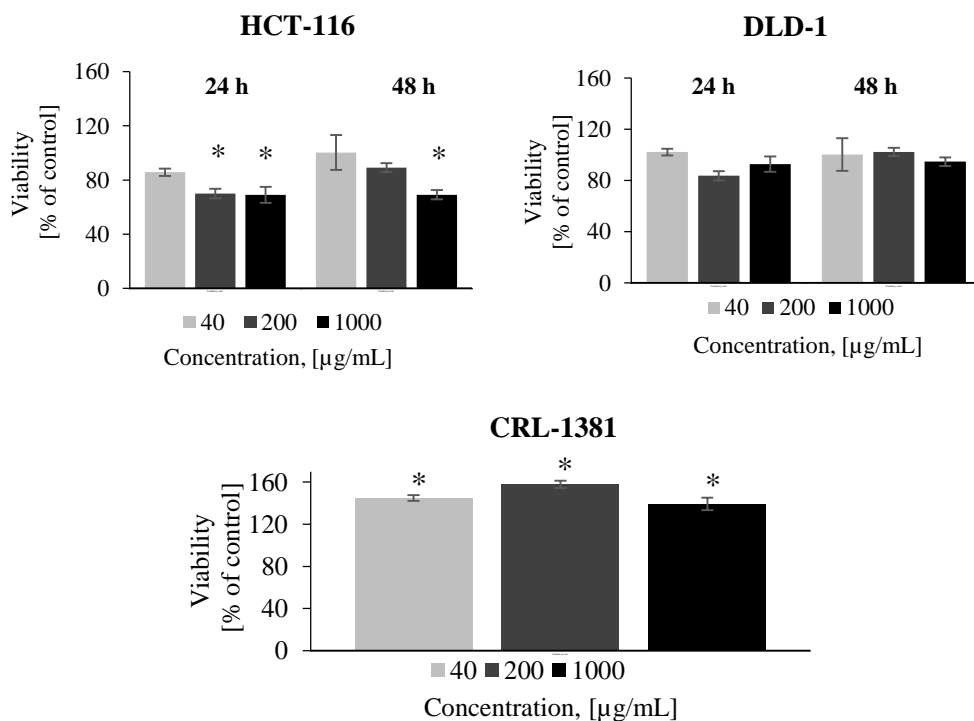 HCT-116
160
120
80
40
0
Viability
[% of control]
24 h
48 h
*
*
*
40 200 1000
Concentration, [µg/mL]
DLD-1
160
120
80
40
0
Viability
[% of control]
24 h
48 h
40 200 1000
Concentration, [µg/mL]
CRL-1381
160
120
80
40
0
Viability
[% of control]
*
*
*
40 200 1000
Concentration, [µg/mL]